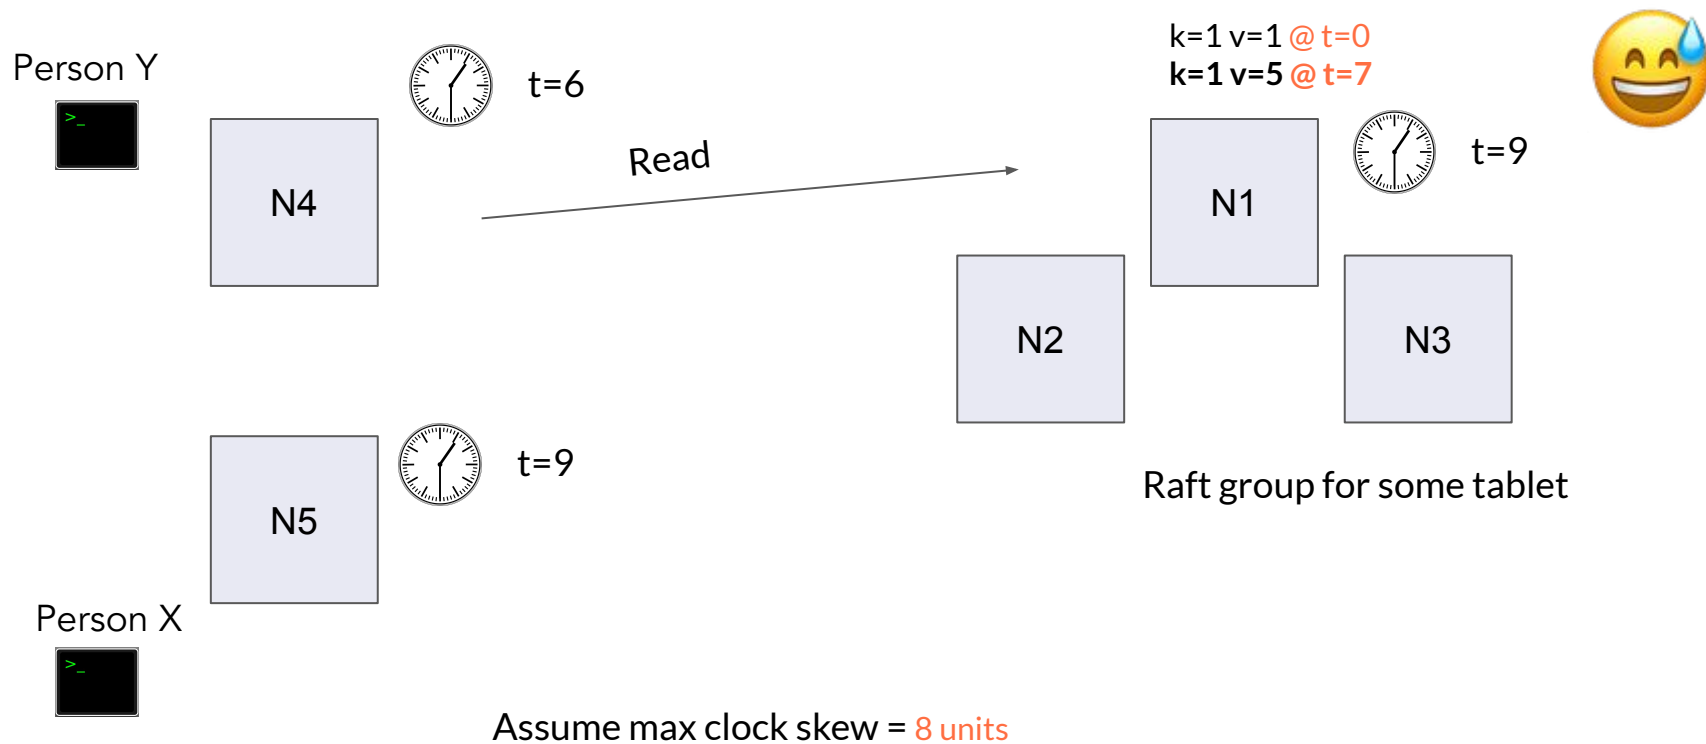 Person Y
>_
t=6
N4
Read
k=1 v=1 @ t=0
k=1 v=5 @ t=7
N1
t=9
N2
N3
Raft group for some tablet
N5
t=9
Person X
>_
Assume max clock skew = 8 units